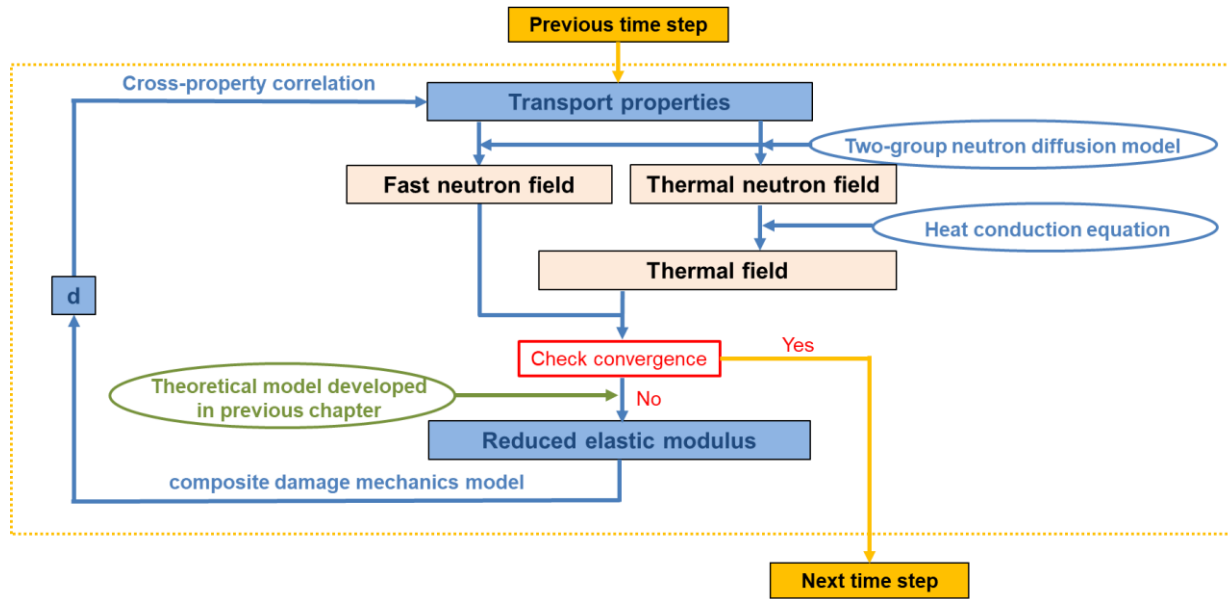 Previous time step
Cross-property correlation
Transport properties
Two-group neutron diffusion model
Fast neutron field
Thermal neutron field
Heat conduction equation
Thermal field
d
Check convergence
Yes
Theoretical model developed
in previous chapter
No
Reduced elastic modulus
composite damage mechanics model
Next time step